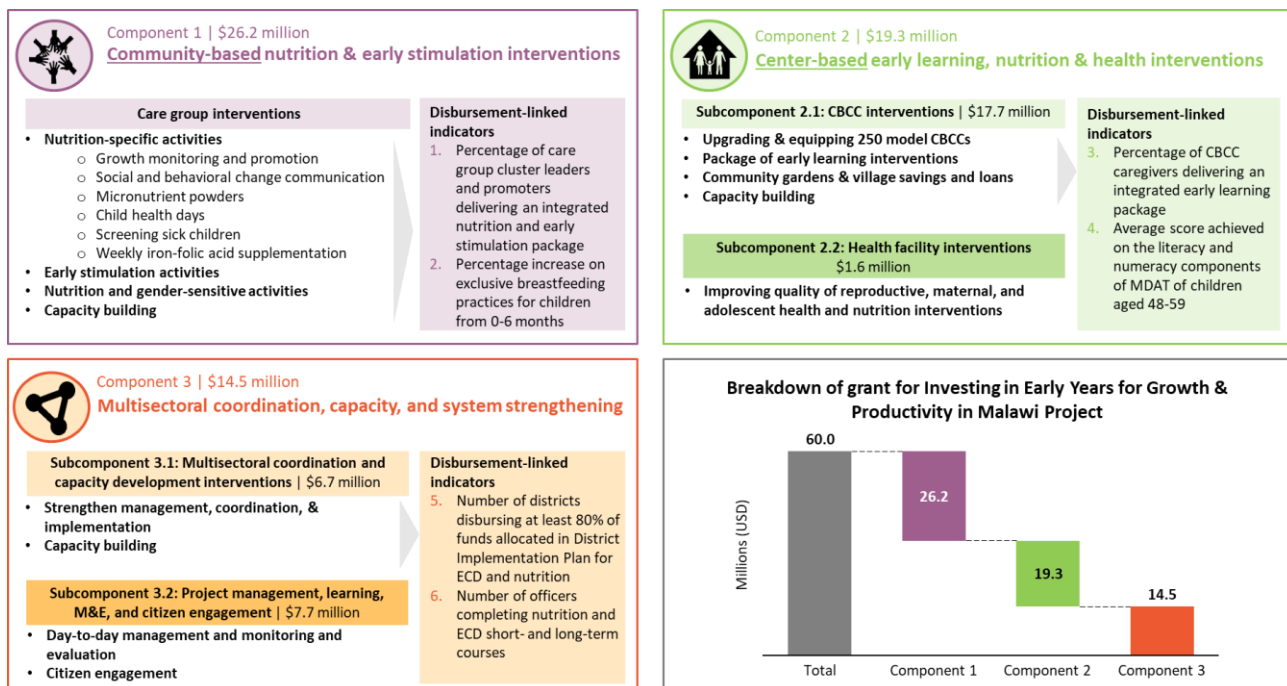 Component 1 | $26.2 million
Community-based nutrition & early stimulation interventions
Care group interventions
• Nutrition-specific activities
o Growth monitoring and promotion
o Social and behavioral change communication
o Micronutrient powders
o Child health days
o Screening sick children
o Weekly iron-folic acid supplementation
• Early stimulation activities
• Nutrition and gender-sensitive activities
• Capacity building
Disbursement-linked
indicators
1. Percentage of care
group cluster leaders
and promoters
delivering an integrated
nutrition and early
stimulation package
2. Percentage increase on
exclusive breastfeeding
practices for children
from 0-6 months
Component 2 | $19.3 million
Center-based early learning, nutrition & health interventions
Subcomponent 2.1: CBCC interventions | $17.7 million
• Upgrading & equipping 250 model CBCCs
• Package of early learning interventions
• Community gardens & village savings and loans
• Capacity building
Subcomponent 2.2: Health facility interventions
$1.6 million
• Improving quality of reproductive, maternal, and
adolescent health and nutrition interventions
Disbursement-linked
indicators
3. Percentage of CBCC
caregivers delivering an
integrated early learning
package
4. Average score achieved
on the literacy and
numeracy components
of MDAT of children
aged 48-59
Component 3 | $14.5 million
Multisectoral coordination, capacity, and system strengthening
Subcomponent 3.1: Multisectoral coordination and
capacity development interventions | $6.7 million
• Strengthen management, coordination, &
implementation
• Capacity building
Subcomponent 3.2: Project management, learning,
M&E, and citizen engagement | $7.7 million
• Day-to-day management and monitoring and
evaluation
• Citizen engagement
Disbursement-linked
indicators
5. Number of districts
disbursing at least 80% of
funds allocated in District
Implementation Plan for
ECD and nutrition
6. Number of officers
completing nutrition and
ECD short- and long-term
courses
Breakdown of grant for Investing in Early Years for Growth &
Productivity in Malawi Project
Millions (USD)
60.0
26.2
19.3
14.5
Total
Component 1
Component 2
Component 3